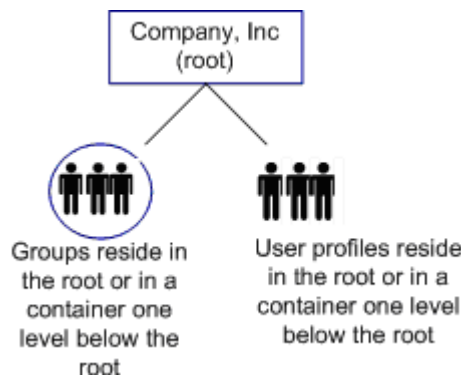 Company, Inc
(root)
Groups reside in
the root or in a
container one
level below the
root
User profiles reside
in the root or in a
container one level
below the root